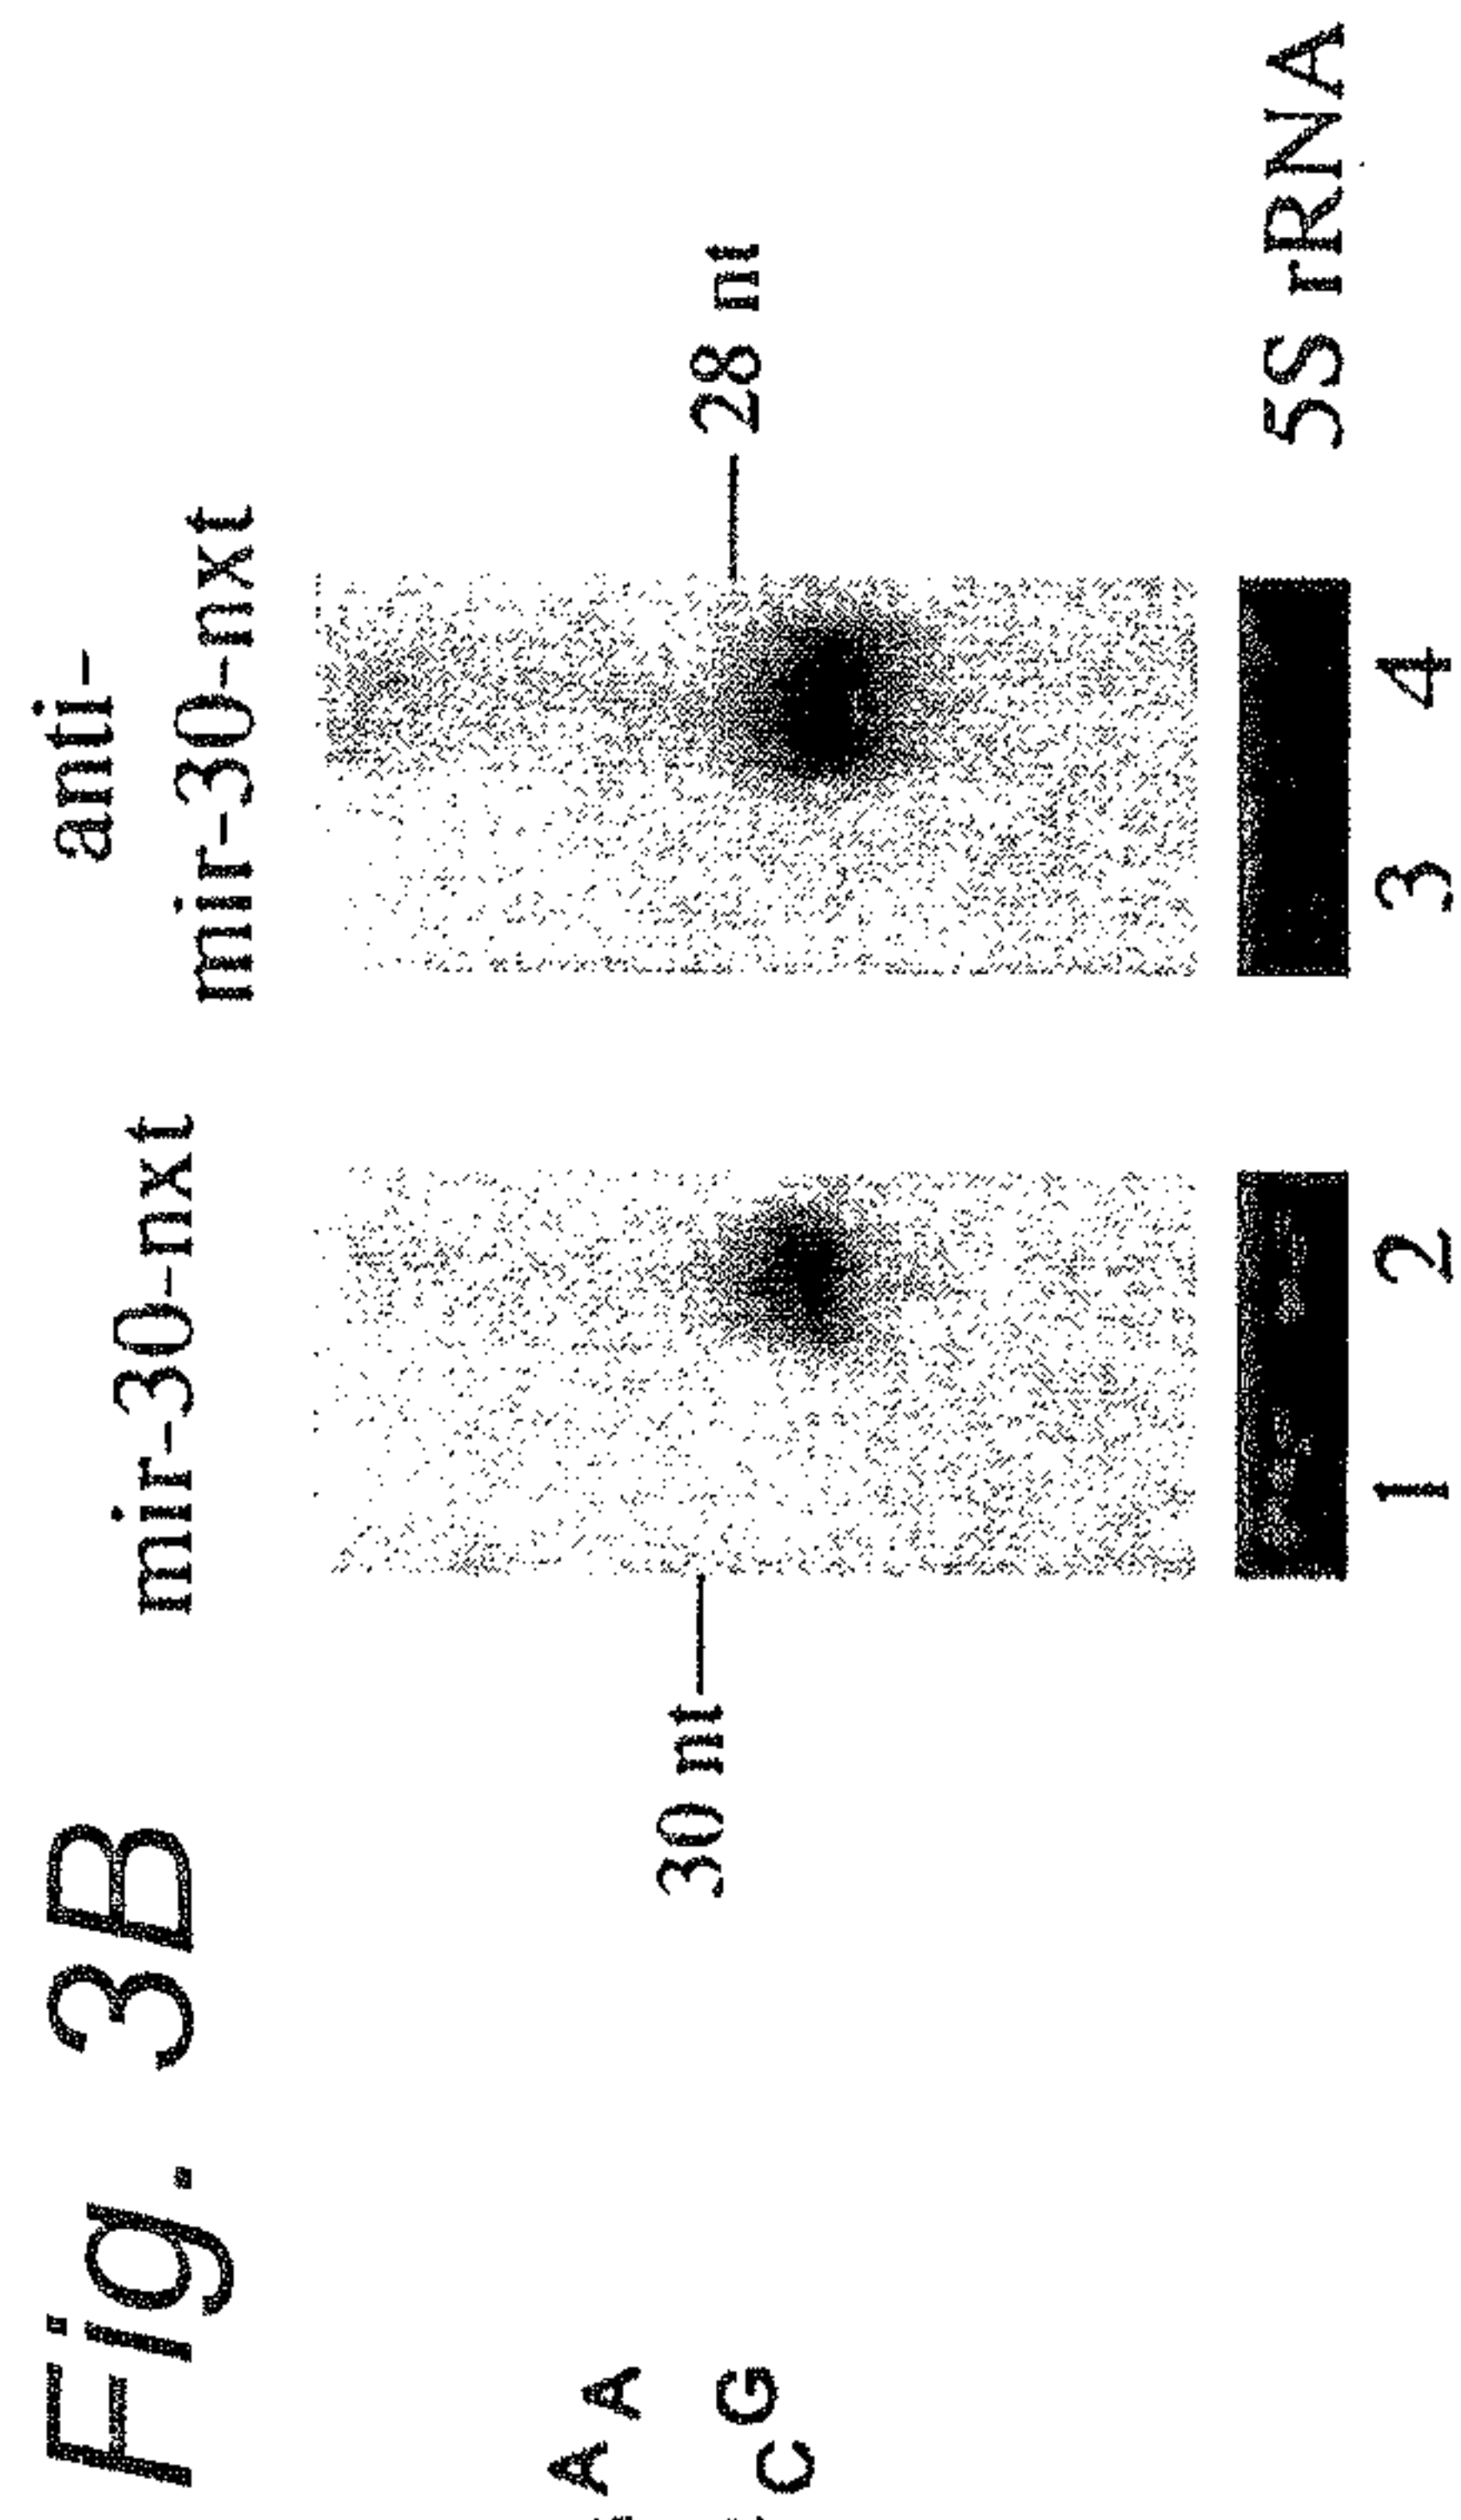 Fig. 3B
anti-
mir-30-nxt
mir-30-nxt
30 nt
28 nt
5S rRNA
1 2 3 4
A A
C G